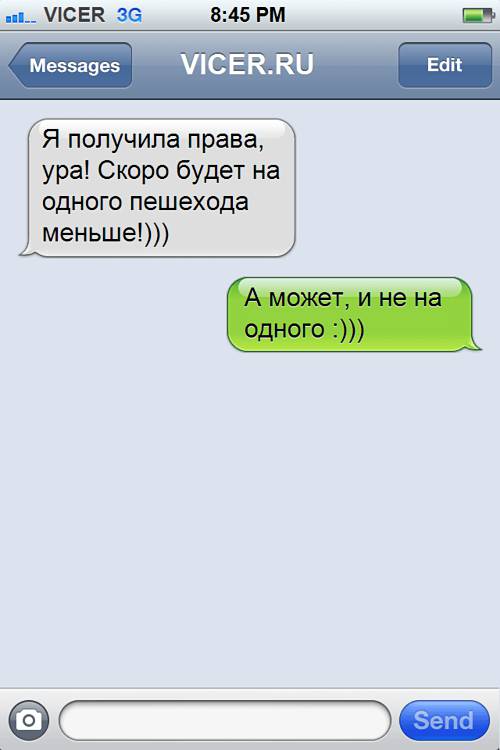 VICER 3G 8:45 PM
Messages VICER.RU Edit
Я получила права,
ура! Скоро будет на
одного пешехода
меньше!)))
А может, и не на
одного :)))
Send